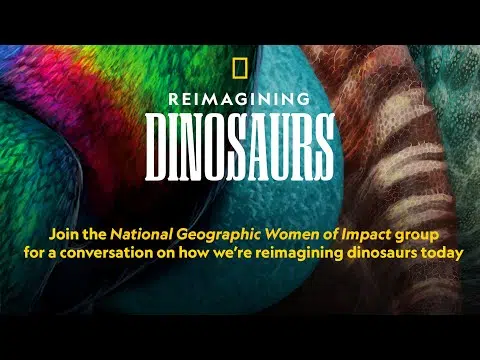 REIMAGINING
DINOSAURS
Join the National Geographic Women of Impact group
for a conversation on how we're reimagining dinosaurs today